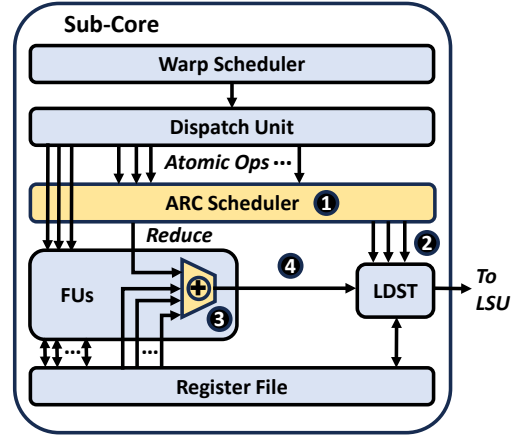 Sub-Core
Warp Scheduler
Dispatch Unit
Atomic Ops ...
ARC Scheduler 1
Reduce
2
4
FUs
+
LDST
To
LSU
3
...
...
Register File